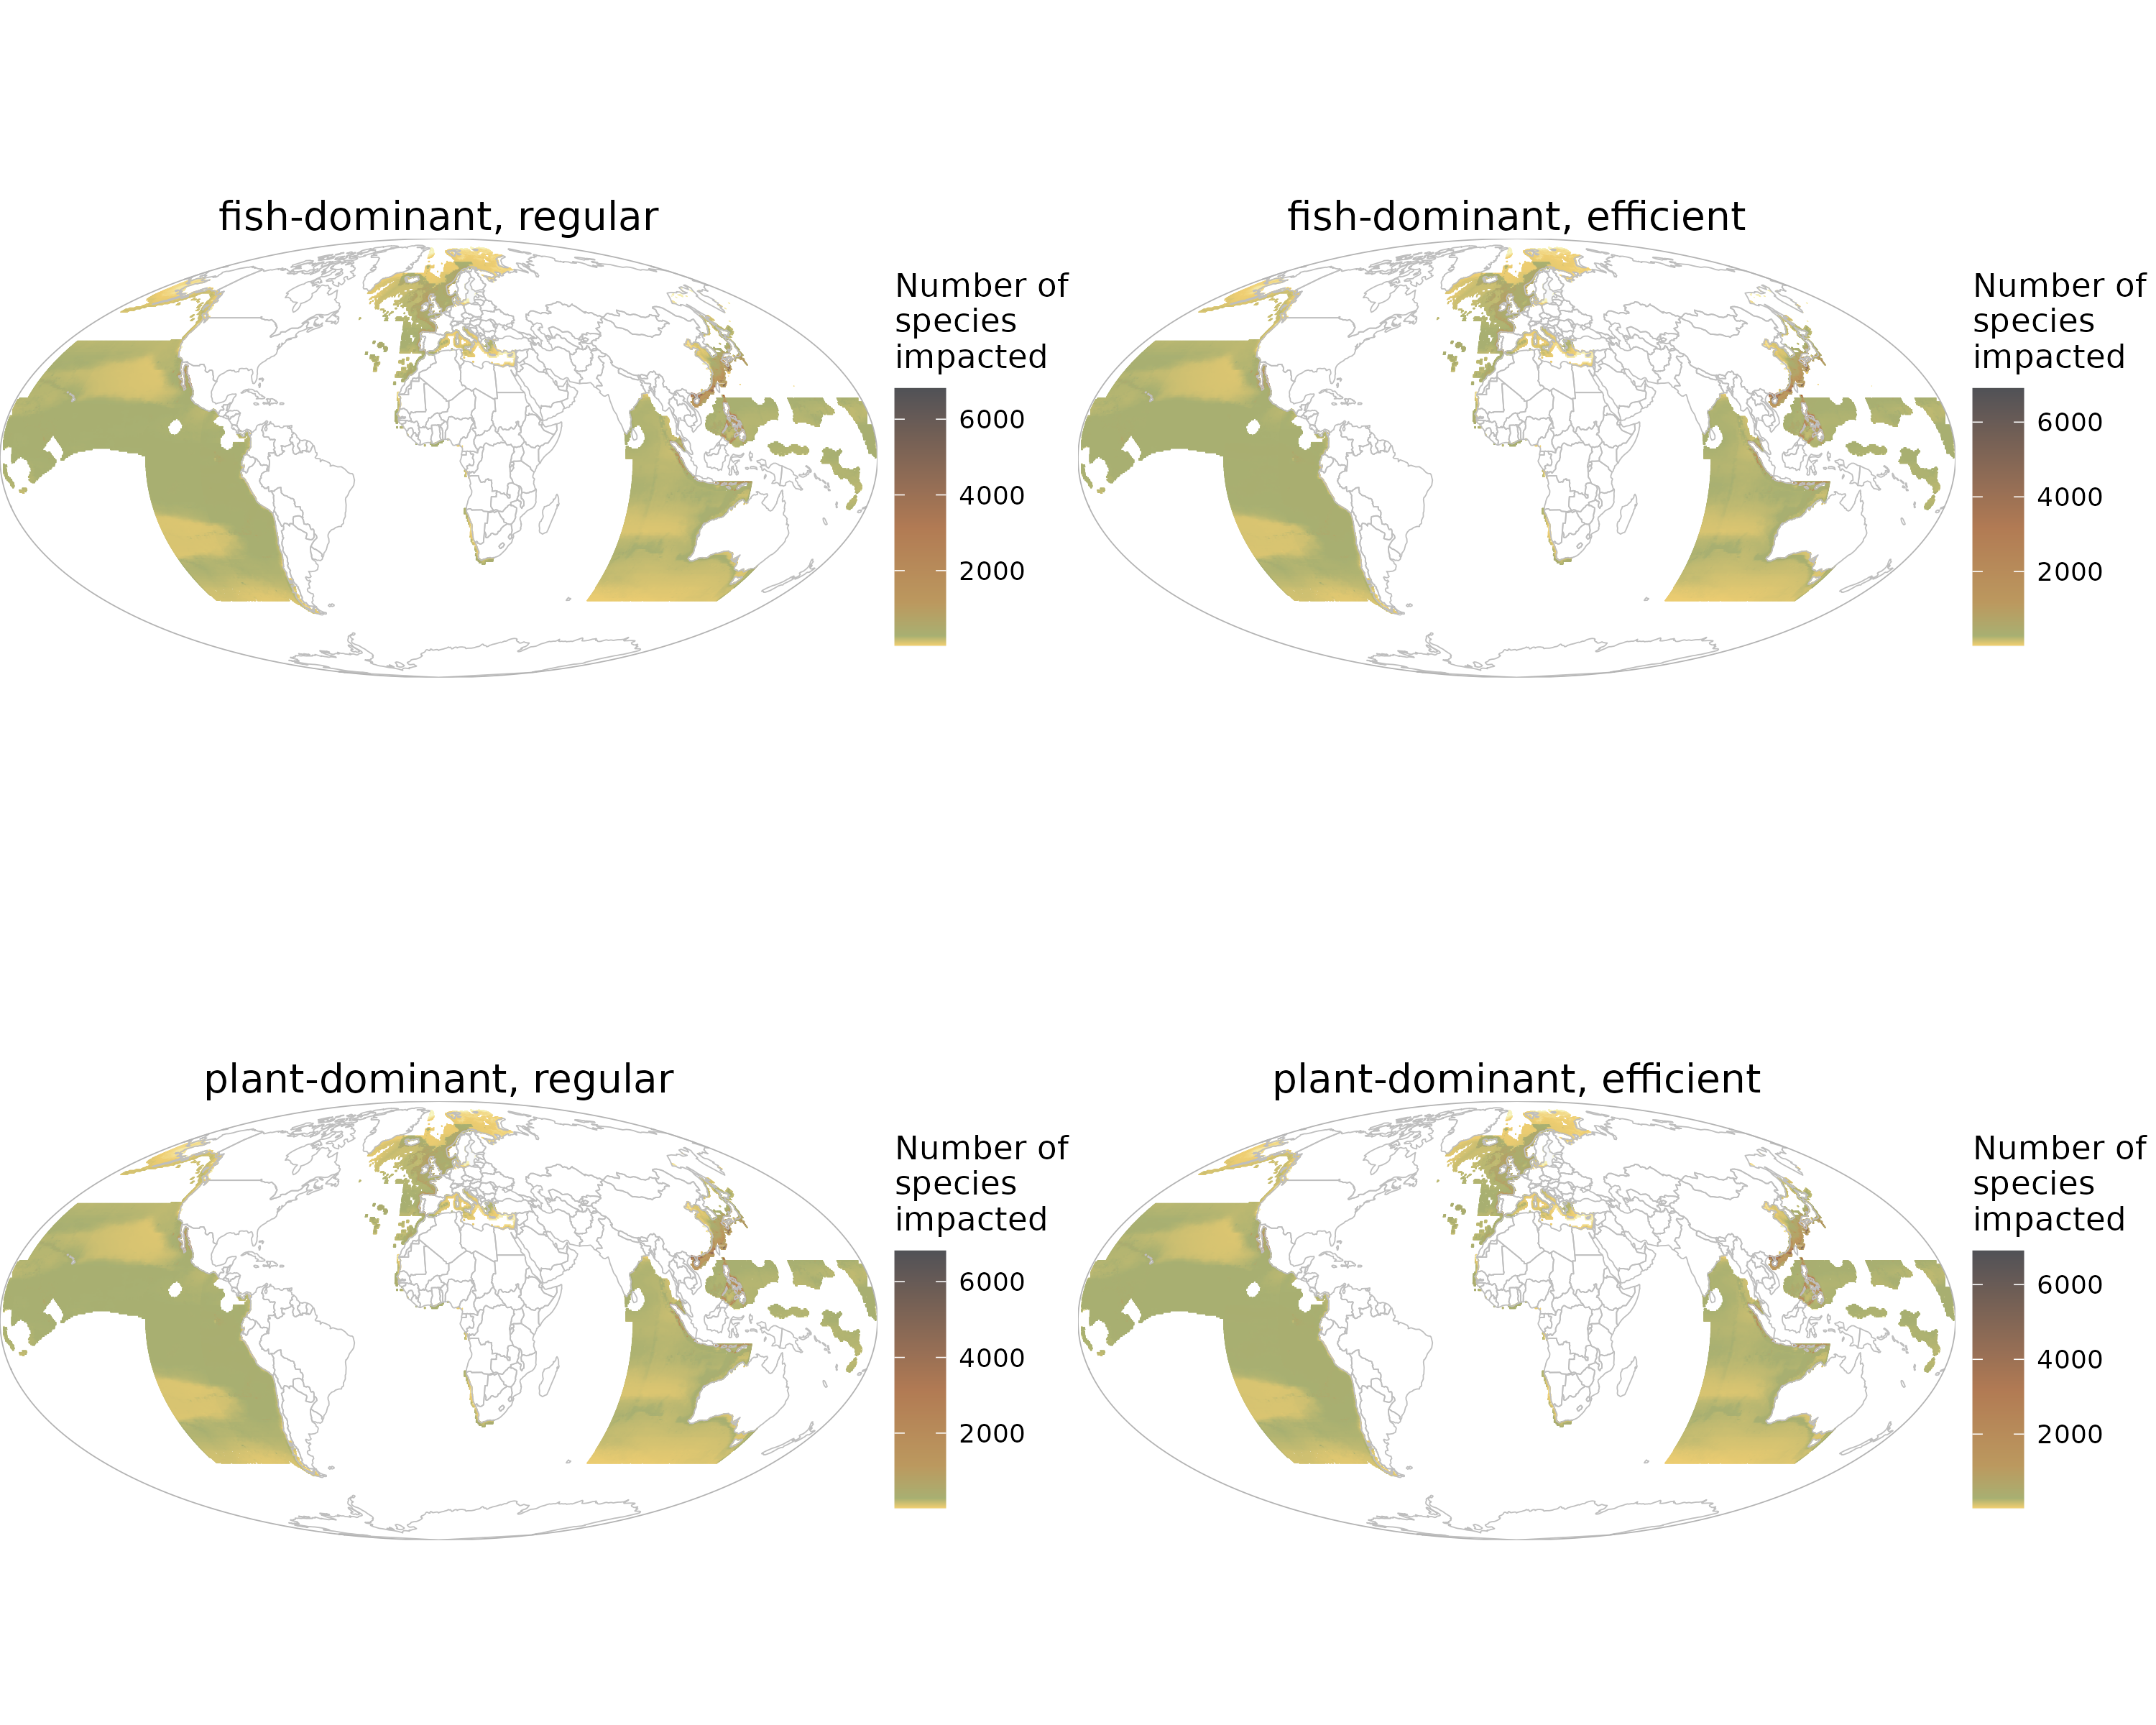 fish-dominant, regular
Number of
species
impacted
6000
4000
2000
fish-dominant, efficient
Number of
species
impacted
6000
4000
2000
plant-dominant, regular
Number of
species
impacted
6000
4000
2000
plant-dominant, efficient
Number of
species
impacted
6000
4000
2000